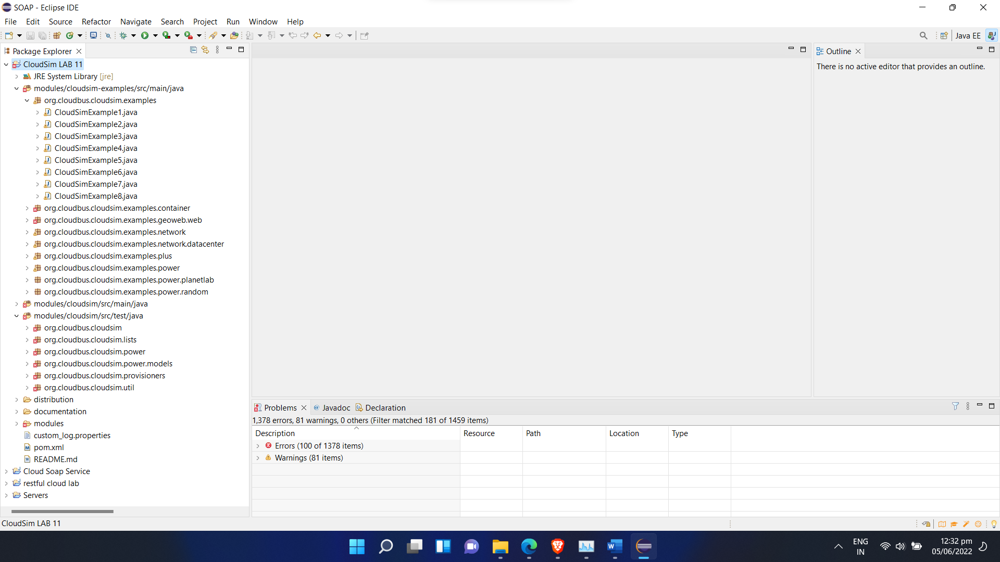 SOAP - Eclipse IDE
File Edit Source Refactor Navigate Search Project Run Window Help
Java EE
Package Explorer
CloudSim LAB 11
JRE System Library [jre]
modules/cloudsim-examples/src/main/java
org.cloudbus.cloudsim.examples
CloudSimExample1.java
CloudSimExample2.java
CloudSimExample3.java
CloudSimExample4.java
CloudSimExample5.java
CloudSimExample6.java
CloudSimExample7.java
CloudSimExample8.java
org.cloudbus.cloudsim.examples.container
org.cloudbus.cloudsim.examples.geoweb.web
org.cloudbus.cloudsim.examples.network
org.cloudbus.cloudsim.examples.network.datacenter
org.cloudbus.cloudsim.examples.plus
org.cloudbus.cloudsim.examples.power
org.cloudbus.cloudsim.examples.power.planetlab
org.cloudbus.cloudsim.examples.power.random
modules/cloudsim/src/main/java
modules/cloudsim/src/test/java
org.cloudbus.cloudsim
org.cloudbus.cloudsim.lists
org.cloudbus.cloudsim.power
org.cloudbus.cloudsim.power.models
org.cloudbus.cloudsim.provisioners
org.cloudbus.cloudsim.util
distribution
documentation
modules
custom_log.properties
pom.xml
README.md
Cloud Soap Service
restful cloud lab
Servers
Outline
There is no active editor that provides an outline.
Problems Javadoc Declaration
1,378 errors, 81 warnings, 0 others (Filter matched 181 of 1459 items)
Description Resource Path Location Type
Errors (100 of 1378 items)
Warnings (81 items)
CloudSim LAB 11
ENG
IN
12:32 pm
05/06/2022